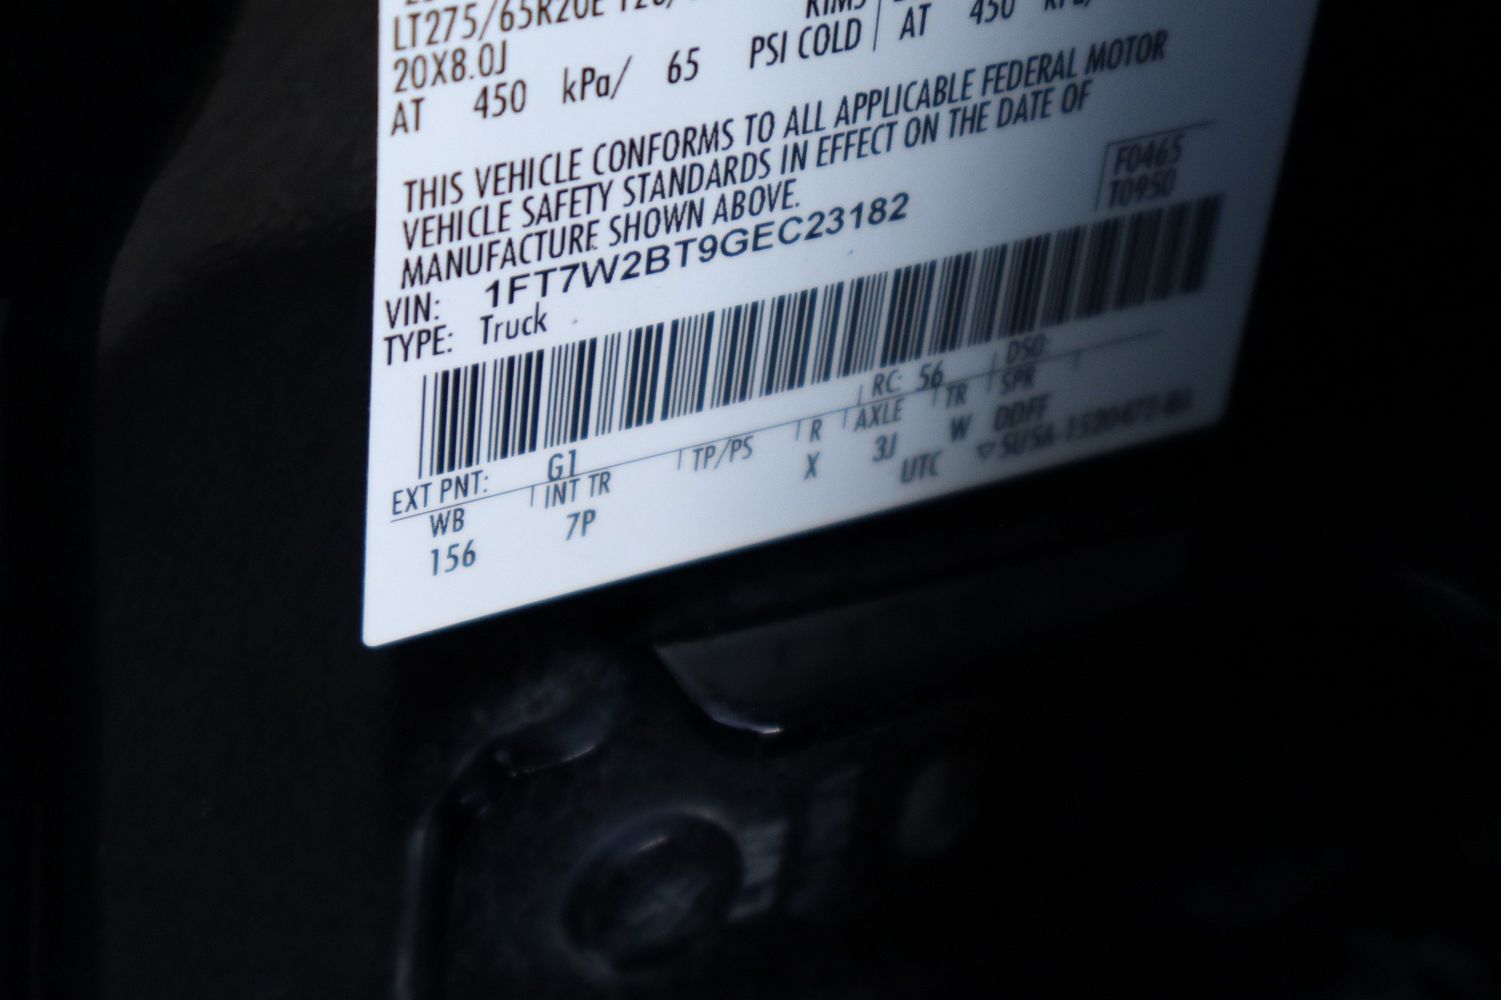 LT275/65R20E
20X8.0J
AT 450 kPa/ 65 PSI COLD AT 450
THIS VEHICLE CONFORMS TO ALL APPLICABLE FEDERAL MOTOR
VEHICLE SAFETY STANDARDS IN EFFECT ON THE DATE OF
MANUFACTURE SHOWN ABOVE.
F0465
T0950
VIN: 1FT7W2BT9GEC23182
TYPE: Truck
EXT PNT: G1 RC: 56 DSO:
WB INT TR TP/PS R AXLE TR SPR
156 7P X 3J W DDFF
UTC